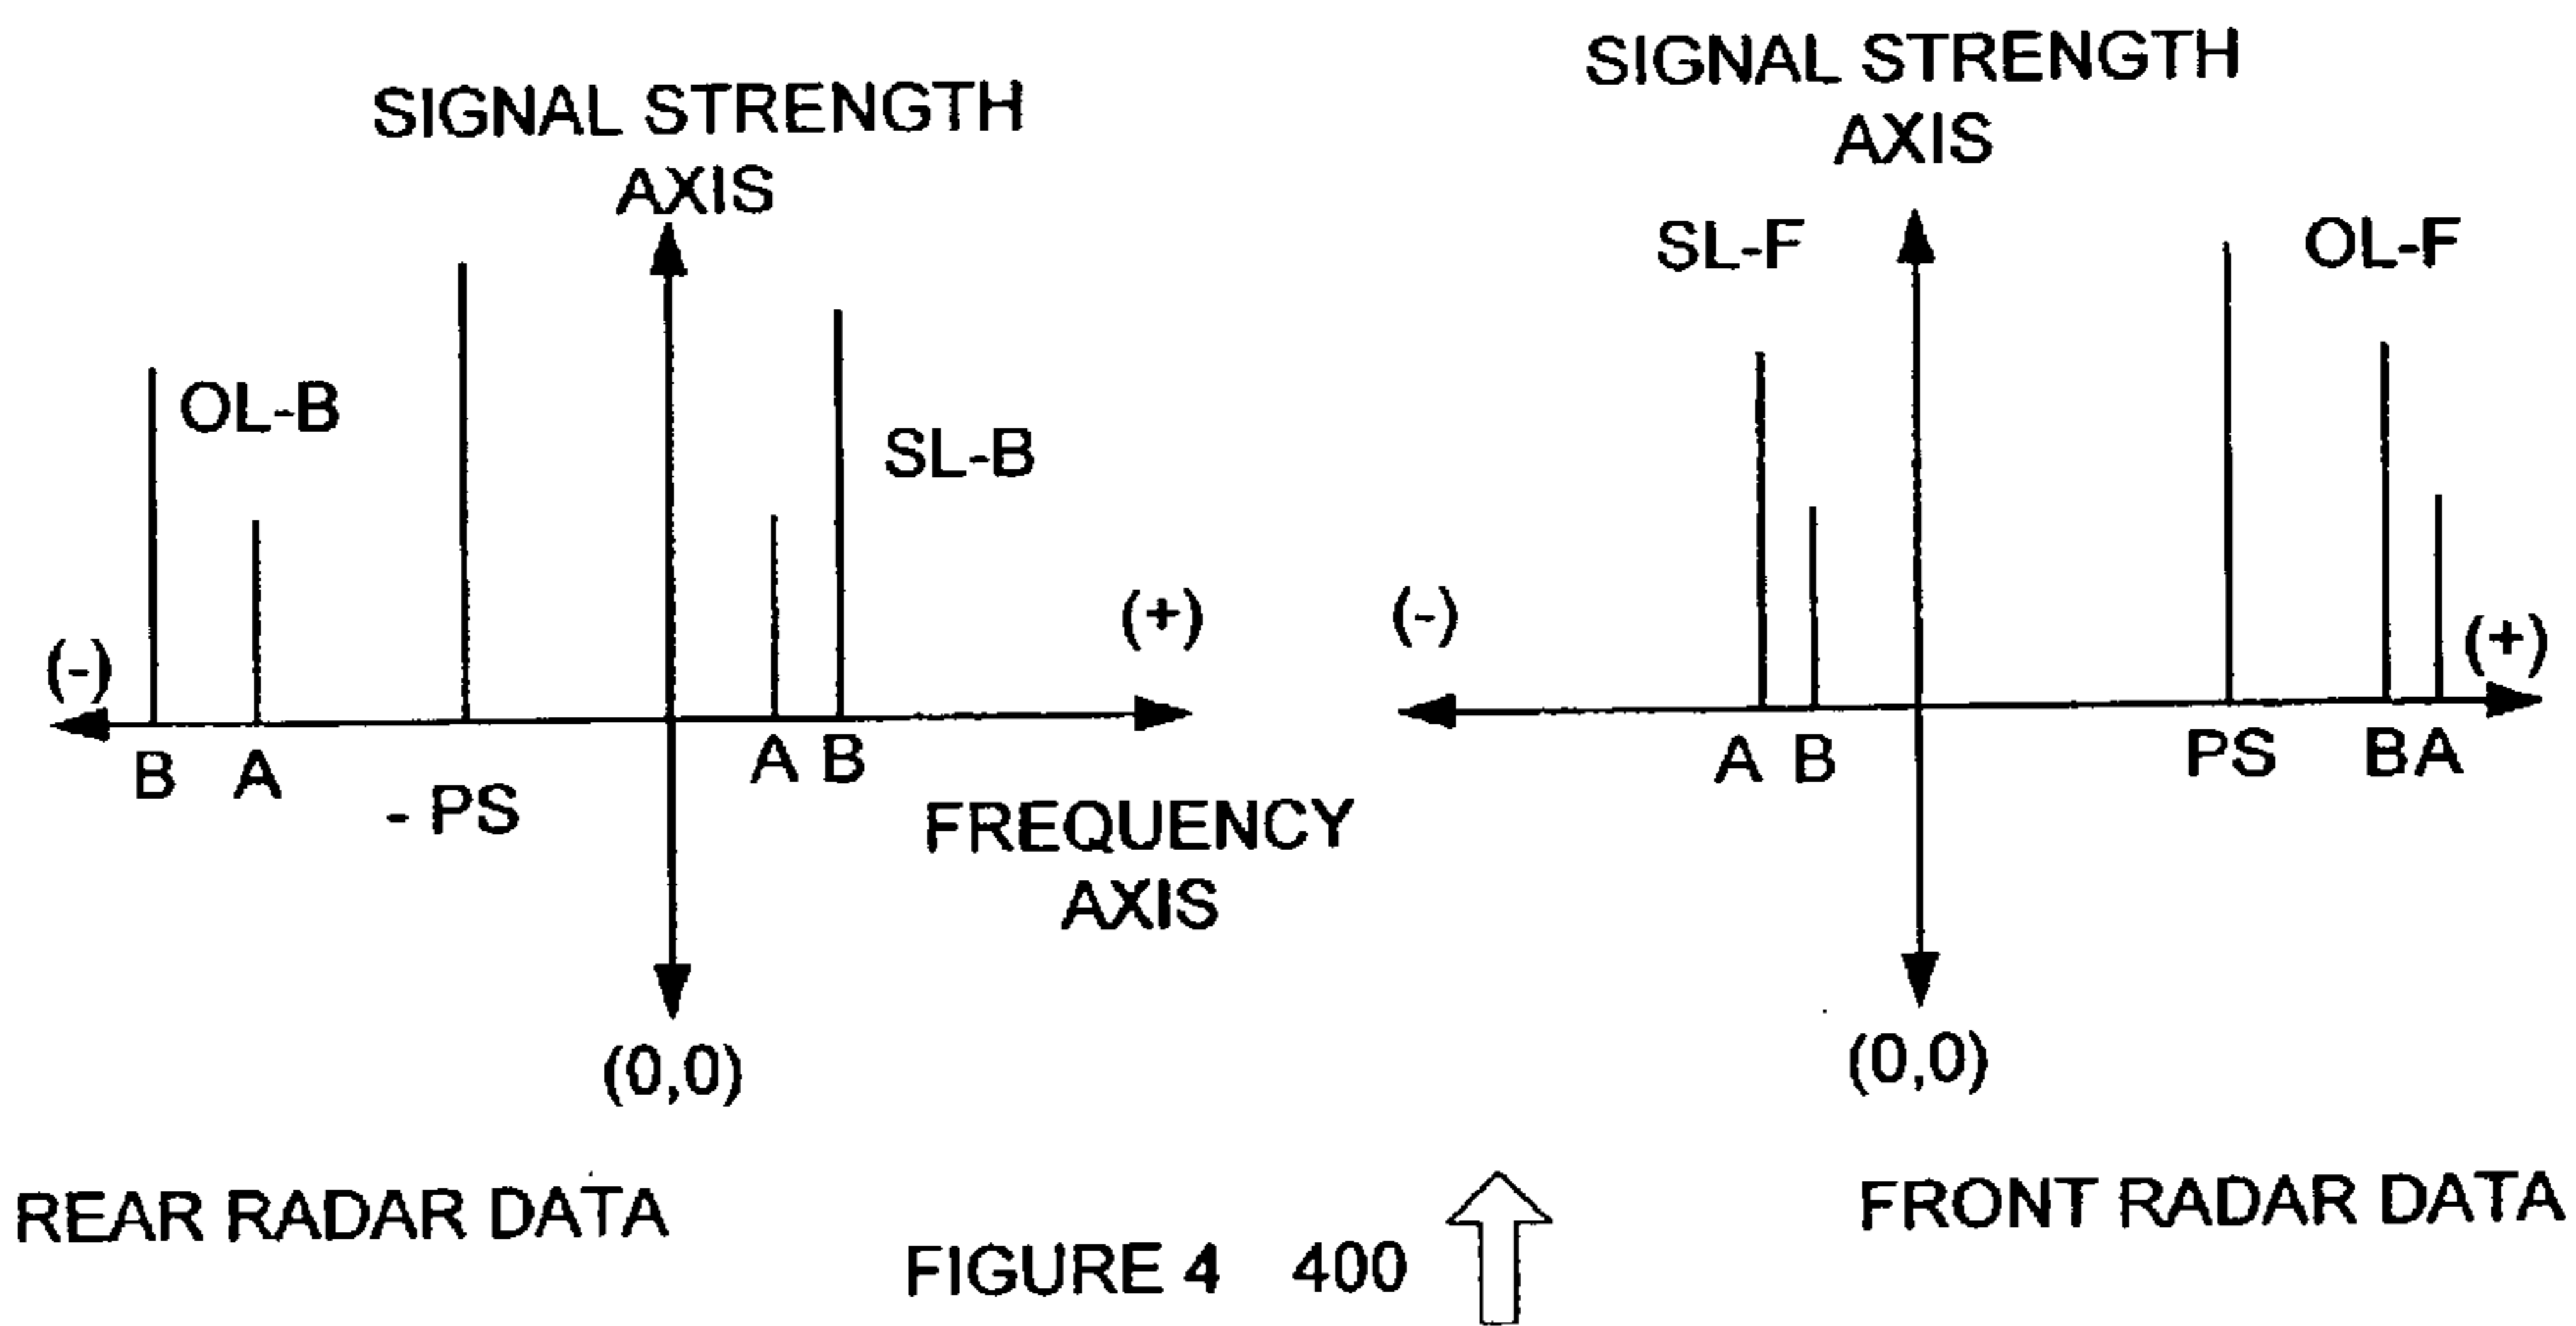 SIGNAL STRENGTH
AXIS
OL-B
SL-B
(-)
(+)
B A - PS A B
FREQUENCY
AXIS
(0,0)
REAR RADAR DATA
SIGNAL STRENGTH
AXIS
SL-F
OL-F
(-)
(+)
A B PS B A
(0,0)
FRONT RADAR DATA
FIGURE 4 400